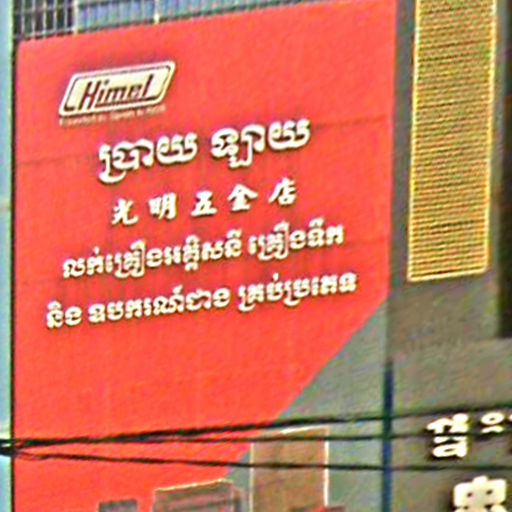 Himel
ប្រាយ ឡាយ
光明五金店
លក់គ្រឿងអគ្គិសនី គ្រឿងទឹក
និង ឧបករណ៍ជាង គ្រប់ប្រភេទ